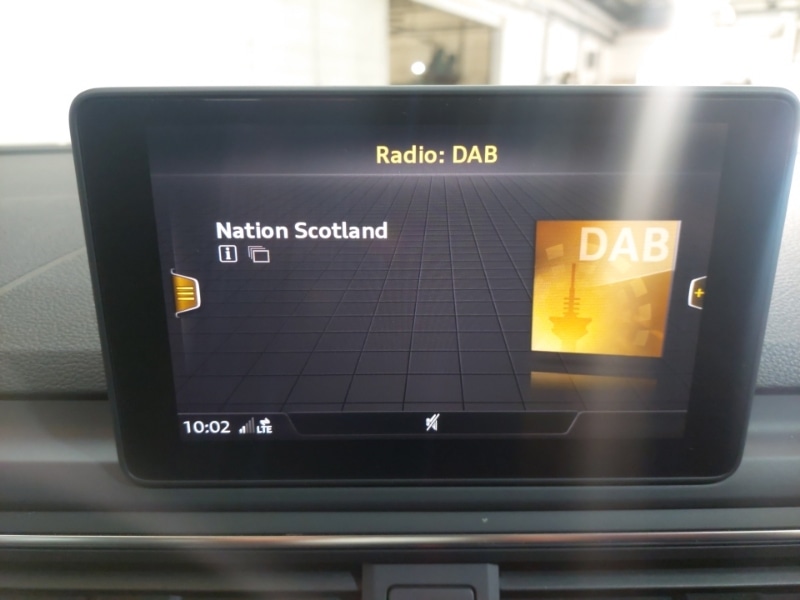 Radio: DAB
Nation Scotland
i
DAB
10:02 LTE